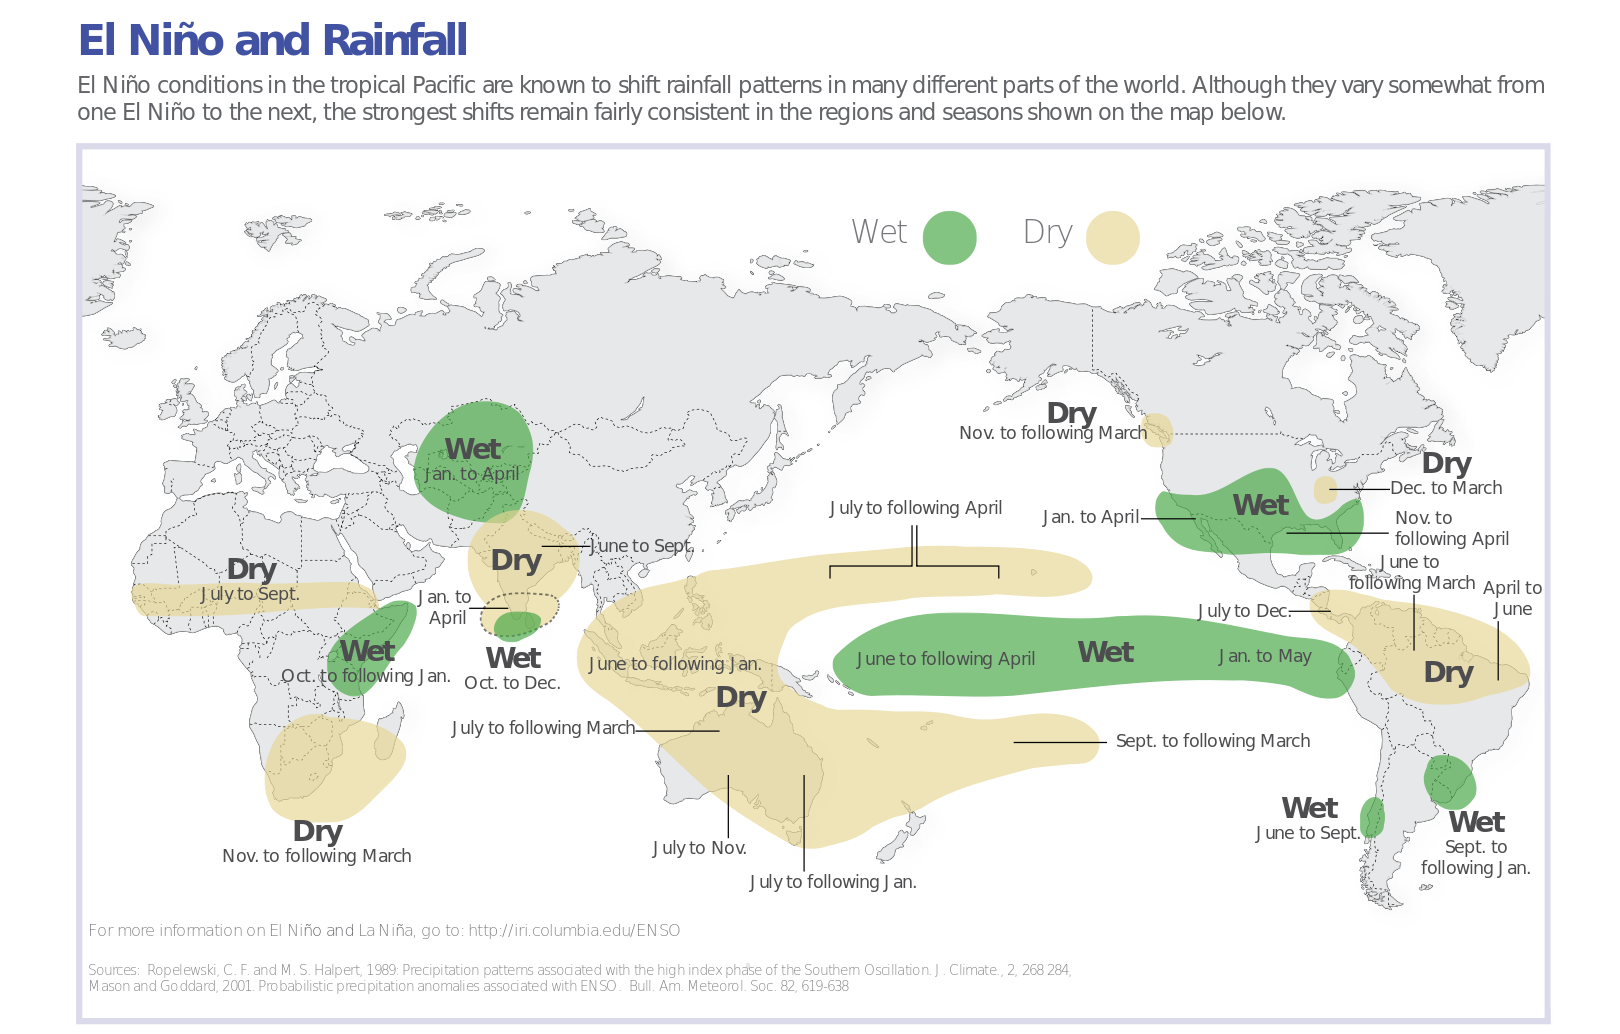 El Niño and Rainfall
El Niño conditions in the tropical Pacific are known to shift rainfall patterns in many different parts of the world. Although they vary somewhat from
one El Niño to the next, the strongest shifts remain fairly consistent in the regions and seasons shown on the map below.
Wet
Dry
Dry
Nov. to following March
Wet
Jan. to April
Dry
Dec. to March
Wet
Jan. to April
Nov. to
following April
July to following April
June to Sept.
Dry
Dry
July to Sept.
Jan. to
April
June to
following March
April to
June
July to Dec.
Wet
Oct. to following Jan.
Wet
Oct. to Dec.
June to following Jan.
Dry
June to following April
Wet
Jan. to May
Dry
July to following March
Sept. to following March
Dry
Nov. to following March
July to Nov.
July to following Jan.
Wet
June to Sept.
Wet
Sept. to
following Jan.
For more information on El Niño and La Niña, go to: http://iri.columbia.edu/ENSO
Sources: Ropelewski, C. F. and M. S. Halpert, 1989: Precipitation patterns associated with the high index phase of the Southern Oscillation. J. Climate., 2, 268 284,
Mason and Goddard, 2001. Probabilistic precipitation anomalies associated with ENSO. Bull. Am. Meteorol. Soc. 82, 619-638